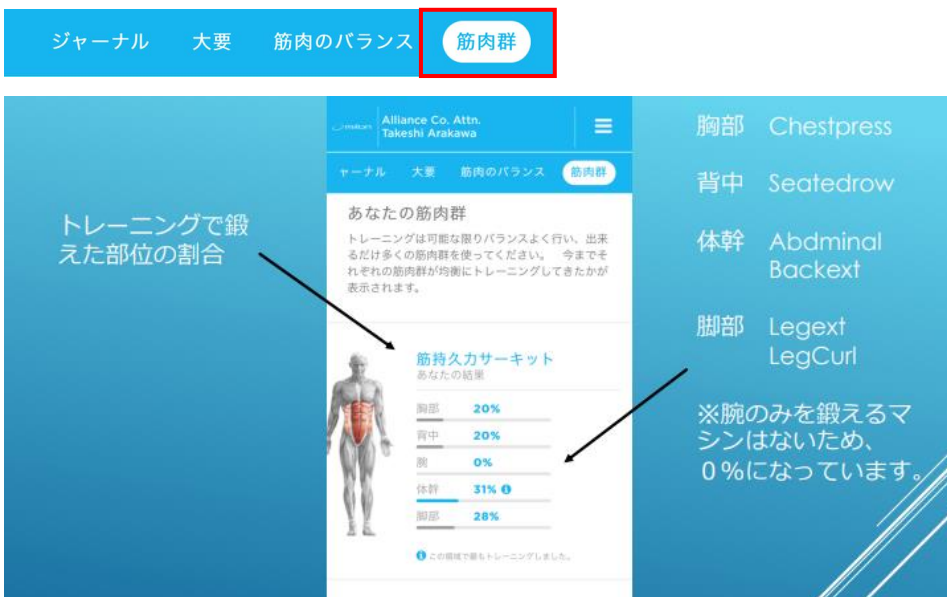 ジャーナル 大要 筋肉のバランス 筋肉群
milon
Alliance Co. Attn.
Takeshi Arakawa
ャーナル 大要 筋肉のバランス 筋肉群
あなたの筋肉群
トレーニングは可能な限りバランスよく行い、出来
るだけ多くの筋肉群を使ってください。 今までそ
れぞれの筋肉群が均衡にトレーニングしてきたかが
表示されます。
トレーニングで鍛
えた部位の割合
筋持久力サーキット
あなたの結果
胸部 20%
背中 20%
腕 0%
体幹 31%
脚部 28%
この領域で最もトレーニングしました。
胸部 Chestpress
背中 Seatedrow
体幹 Abdminal
Backext
脚部 Legext
LegCurl
※腕のみを鍛えるマ
シンはないため、
０％になっています。